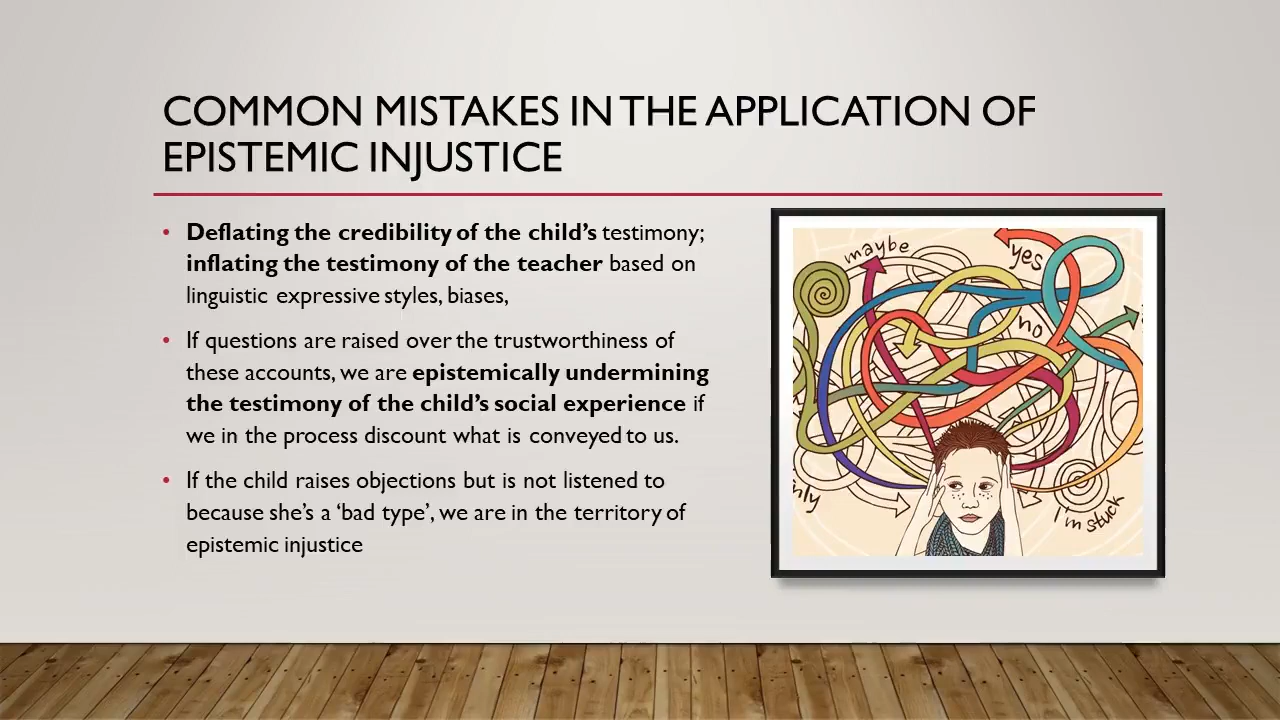 COMMON MISTAKES IN THE APPLICATION OF
EPISTEMIC INJUSTICE
• Deflating the credibility of the child's testimony;
inflating the testimony of the teacher based on
linguistic expressive styles, biases,
• If questions are raised over the trustworthiness of
these accounts, we are epistemically undermining
the testimony of the child's social experience if
we in the process discount what is conveyed to us.
• If the child raises objections but is not listened to
because she's a 'bad type', we are in the territory of
epistemic injustice
maybe
yes
no
I'm stuck